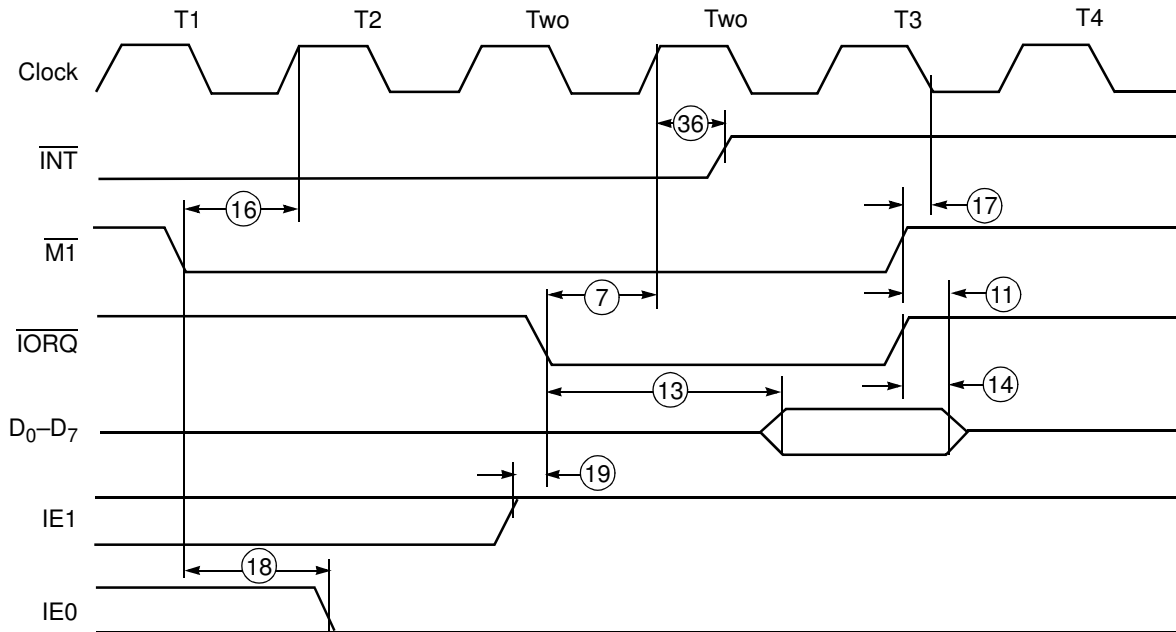 T1 T2 Two Two T3 T4
Clock
36
INT
16
17
M1
7
11
IORQ
13
14
D0–D7
19
IE1
18
IE0